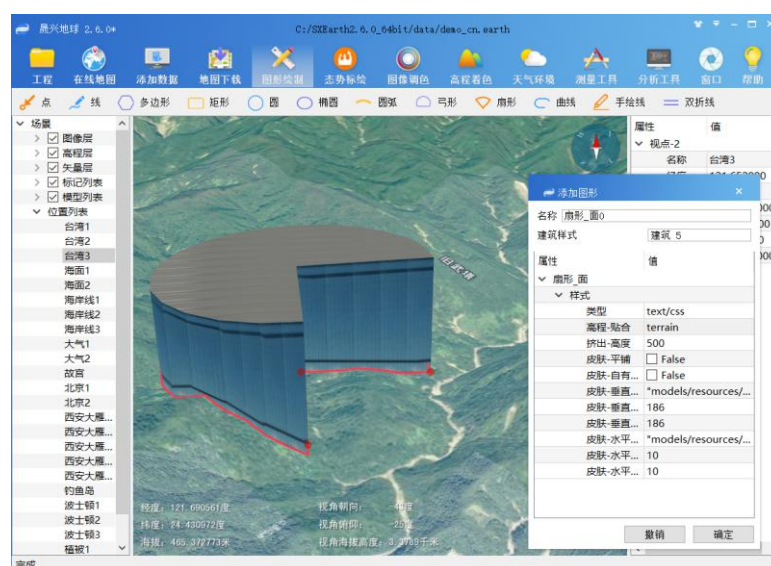 晟兴地球 2.6.0*
C:/SXEarth2.6.0_64bit/data/demo_cn.earth
工程 在线地图 添加数据 地图下载 图形绘制 态势标绘 图像调色 高程着色 天气环境 测量工具 分析工具 窗口 帮助
点 线 多边形 矩形 圆 椭圆 圆弧 弓形 扇形 曲线 手绘线 双折线
场景
图像层
高程层
矢量层
标记列表
模型列表
位置列表
台湾1
台湾2
台湾3
海面1
海面2
海岸线1
海岸线2
海岸线3
大气1
大气2
故宫
北京1
北京2
西安大雁...
西安大雁...
西安大雁...
西安大雁...
钓鱼岛
波士顿1
波士顿2
波士顿3
植被1
经度: 121.690561度
纬度: 24.430972度
海拔: 465.372773米
视角朝向: -49度
视角俯仰: -25度
视角海拔高度: 3.3789千米
属性 值
视点-2
名称 台湾3
添加图形
名称 扇形_面0
建筑样式 建筑 5
属性 值
扇形_面
样式
类型 text/css
高程-贴合 terrain
挤出-高度 500
皮肤-平铺 False
皮肤-自有... False
皮肤-垂直... "models/resources/...
皮肤-垂直... 186
皮肤-垂直... 186
皮肤-水平... "models/resources/...
皮肤-水平... 10
皮肤-水平... 10
撤销 确定